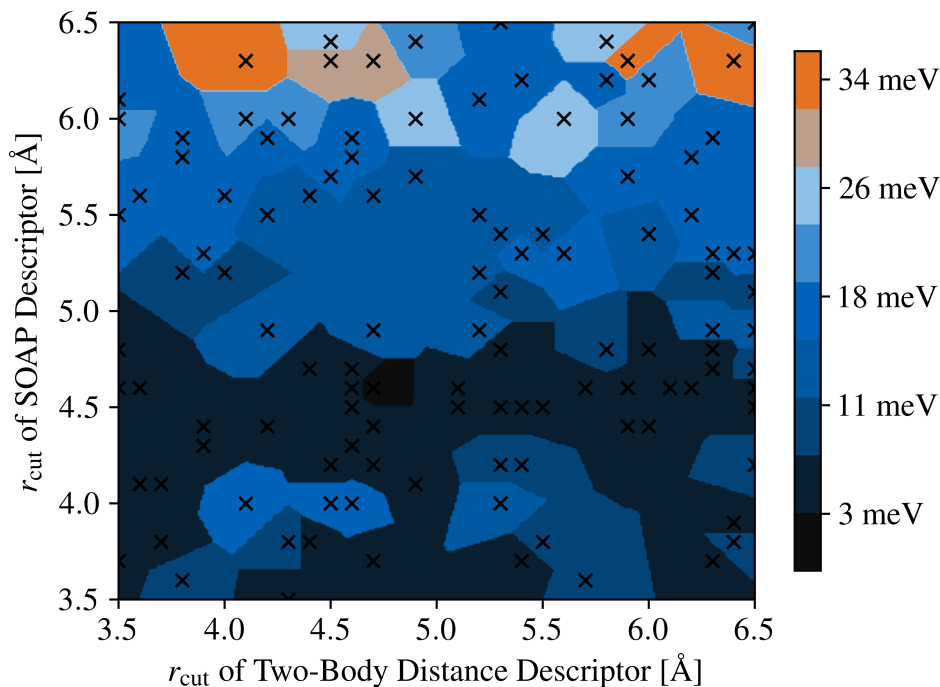 6.5
6.0
5.5
5.0
4.5
4.0
3.5
r_cut of SOAP Descriptor [Å]
3.5 4.0 4.5 5.0 5.5 6.0 6.5
r_cut of Two-Body Distance Descriptor [Å]
34 meV
26 meV
18 meV
11 meV
3 meV